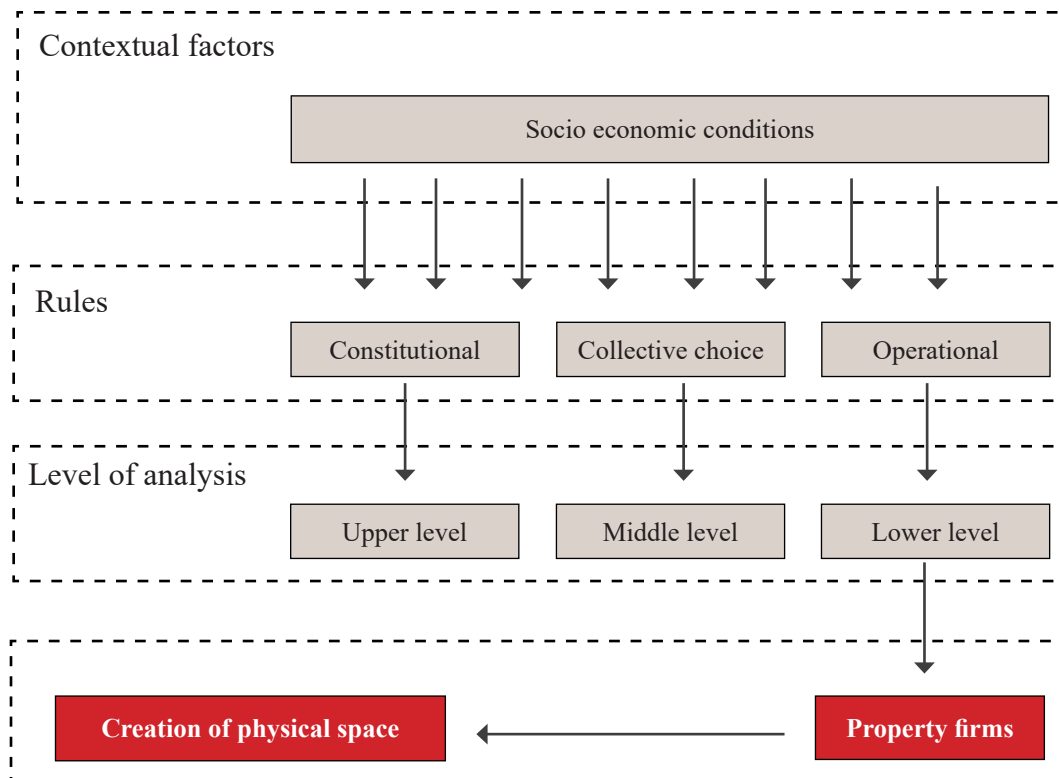 Contextual factors
Socio economic conditions
Rules
Constitutional
Collective choice
Operational
Level of analysis
Upper level
Middle level
Lower level
Creation of physical space
Property firms